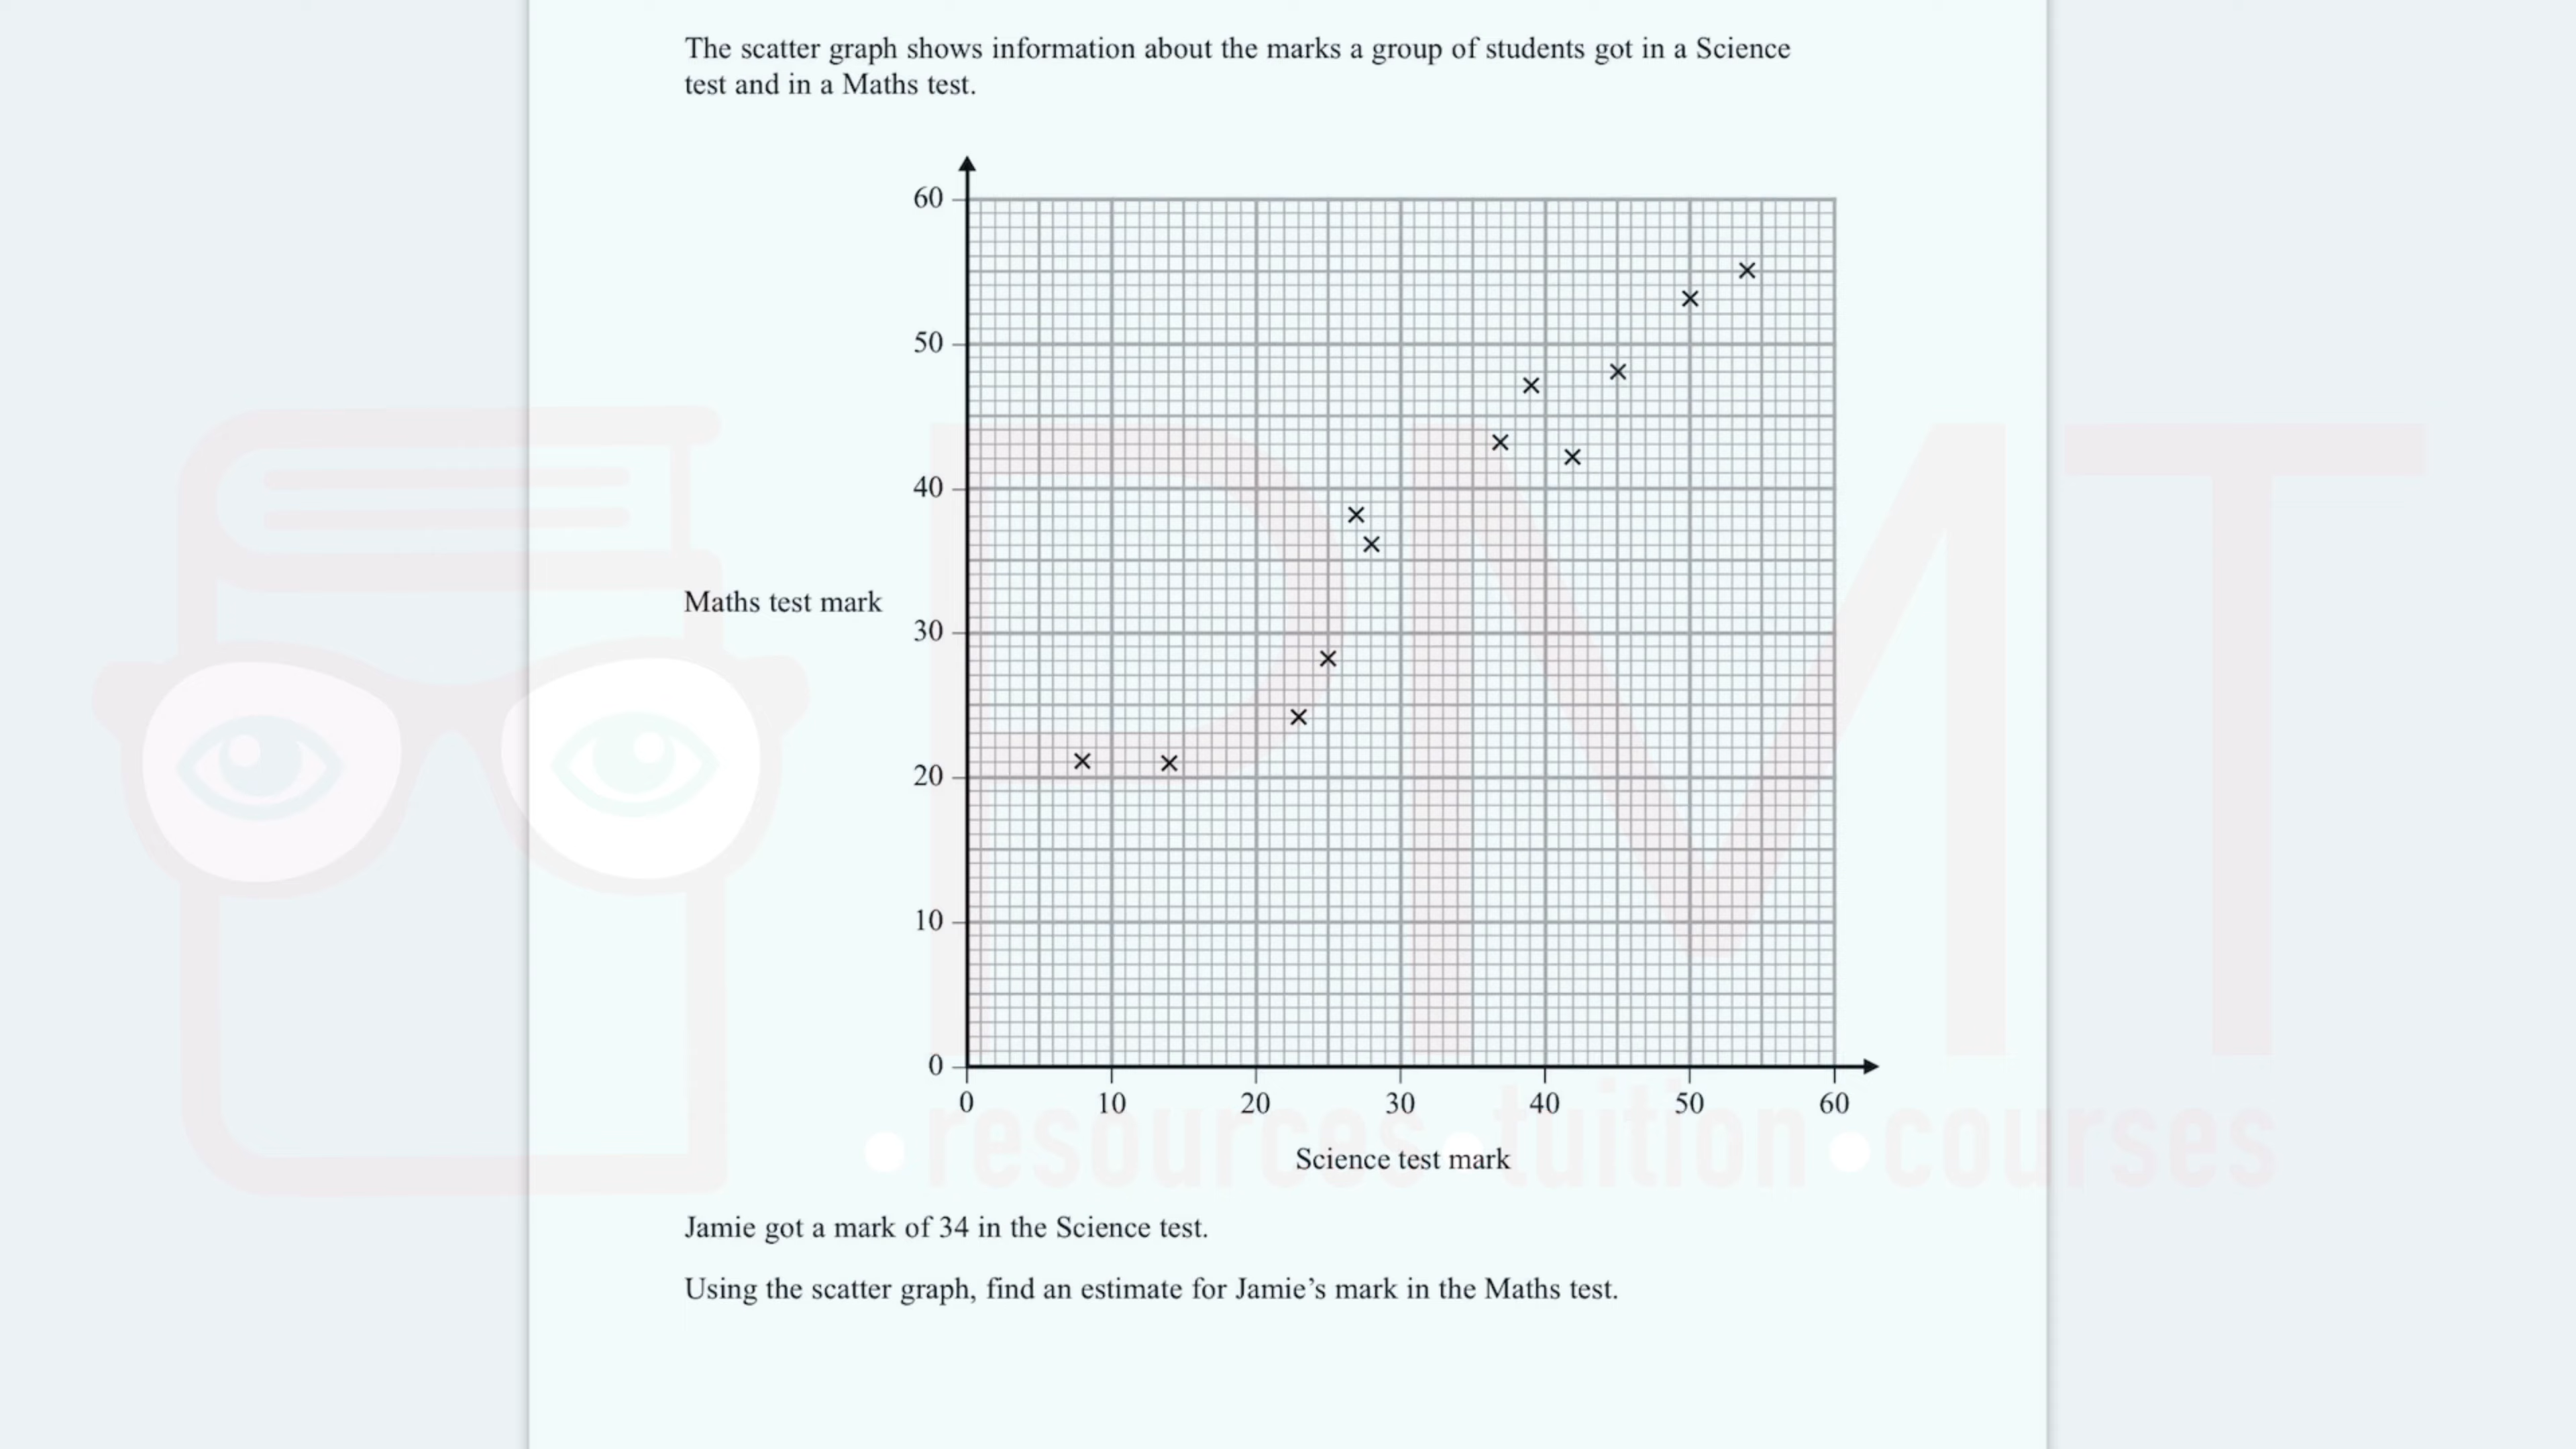 The scatter graph shows information about the marks a group of students got in a Science
test and in a Maths test.
60
50
40
Maths test mark
30
20
10
0
0 10 20 30 40 50 60
Science test mark
PMT
resources tuition courses
Jamie got a mark of 34 in the Science test.
Using the scatter graph, find an estimate for Jamie’s mark in the Maths test.